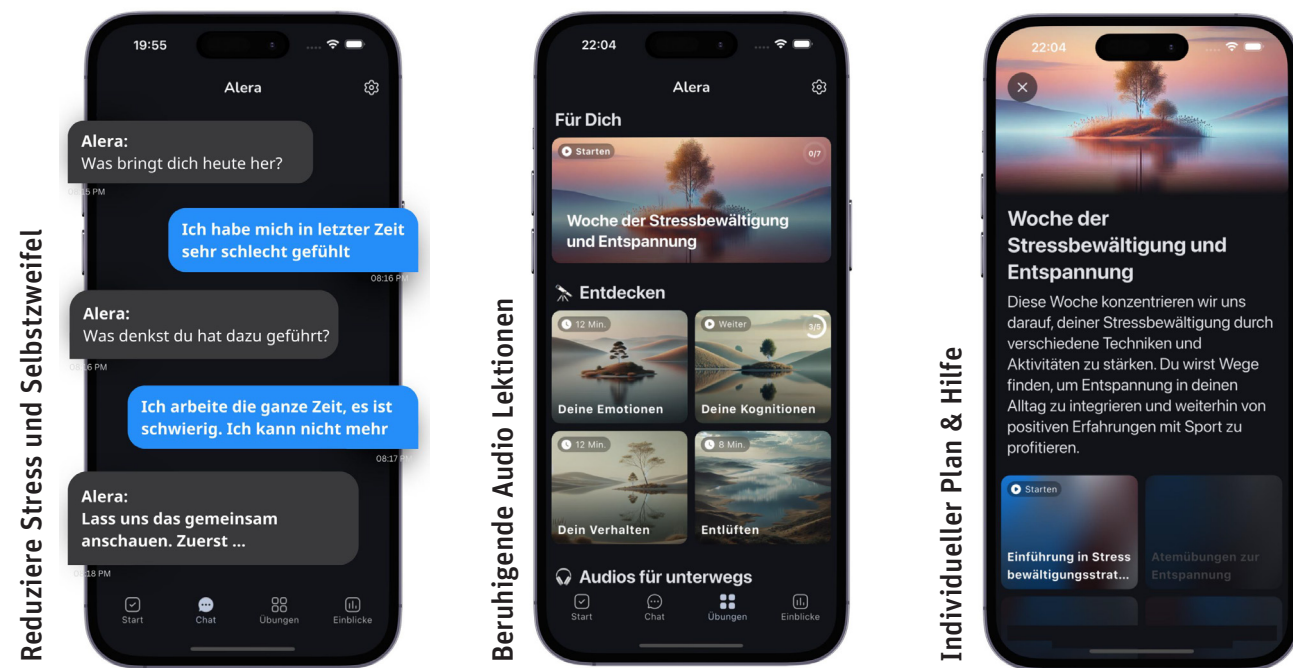 Reduziere Stress und Selbstzweifel
19:55
Alera
Alera:
Was bringt dich heute her?
PM
Ich habe mich in letzter Zeit
sehr schlecht gefühlt
08:16 PM
Alera:
Was denkst du hat dazu geführt?
PM
Ich arbeite die ganze Zeit, es ist
schwierig. Ich kann nicht mehr
08:17 PM
Alera:
Lass uns das gemeinsam
anschauen. Zuerst ...
PM
Start Chat Übungen Einblicke
Beruhigende Audio Lektionen
22:04
Alera
Für Dich
Starten 0/7
Woche der Stressbewältigung
und Entspannung
Entdecken
12 Min.
Deine Emotionen
Weiter 3/5
Deine Kognitionen
12 Min.
Dein Verhalten
8 Min.
Entlüften
Audios für unterwegs
Start Chat Übungen Einblicke
Individueller Plan & Hilfe
22:04
Woche der
Stressbewältigung und
Entspannung
Diese Woche konzentrieren wir uns
darauf, deiner Stressbewältigung durch
verschiedene Techniken und
Aktivitäten zu stärken. Du wirst Wege
finden, um Entspannung in deinen
Alltag zu integrieren und weiterhin von
positiven Erfahrungen mit Sport zu
profitieren.
Starten
Einführung in Stress
bewältigungsstrat...
Atemübungen zur
Entspannung